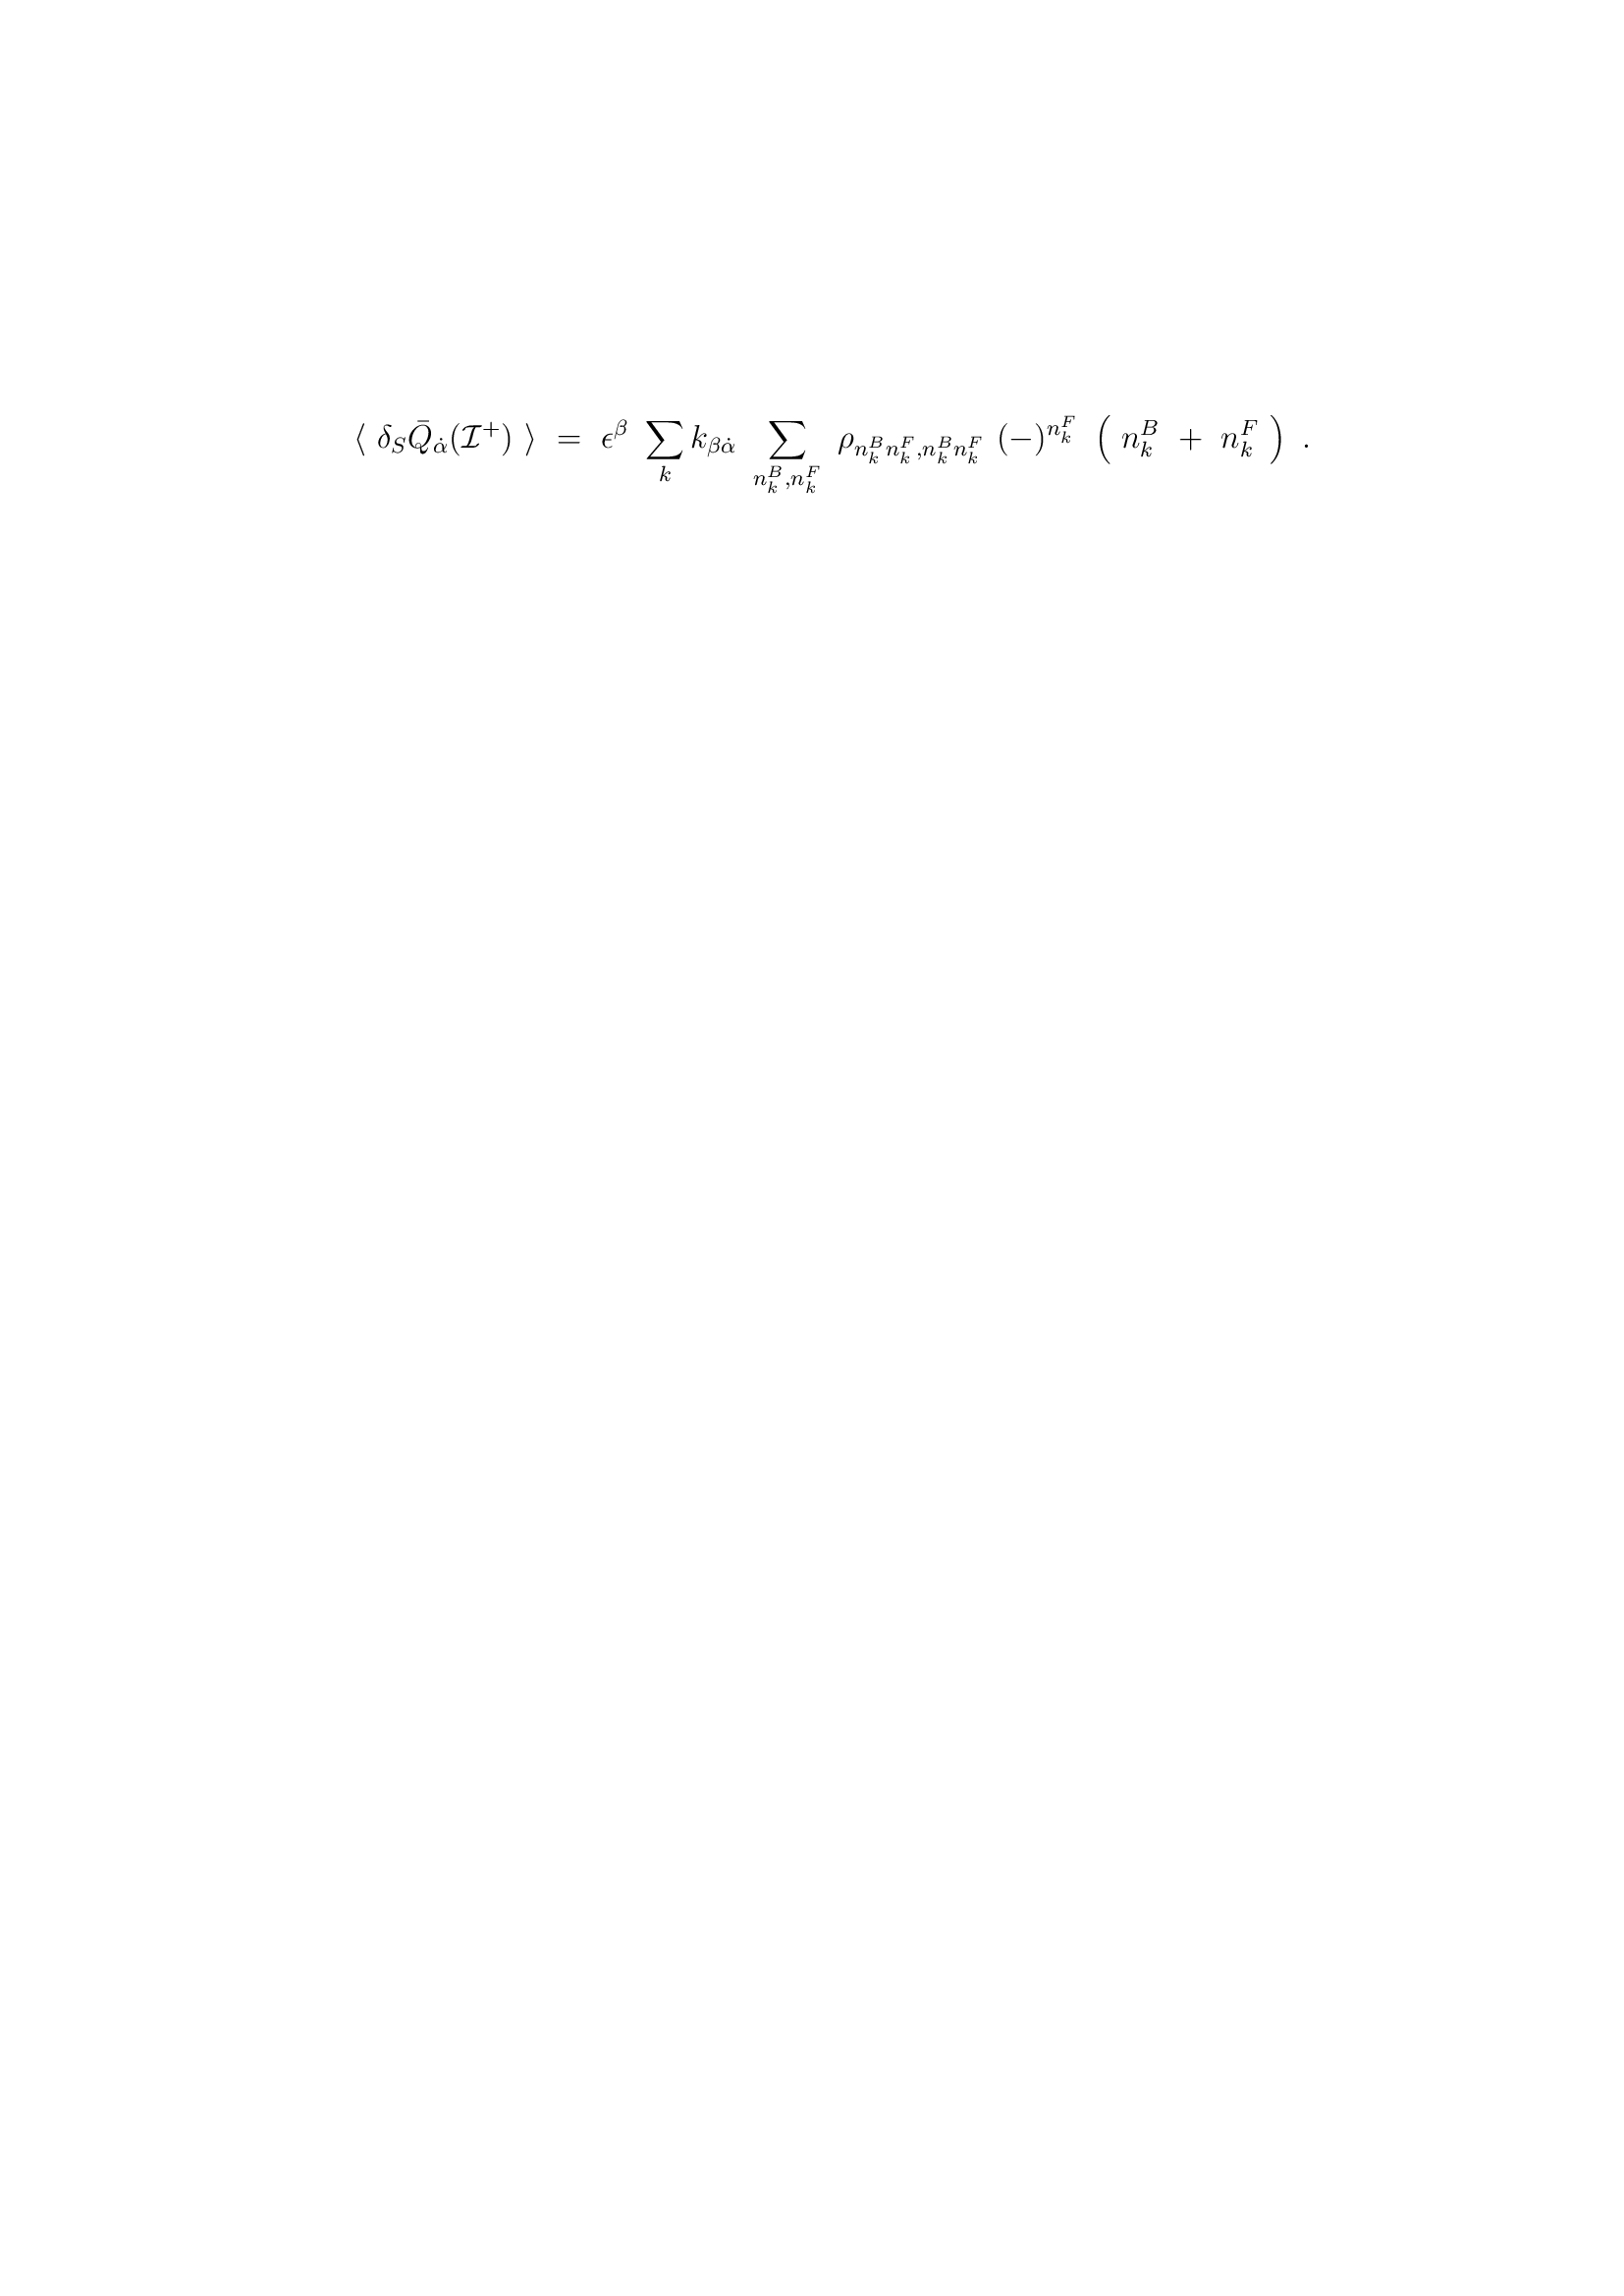 $\langle \ \delta_S \bar{Q}_{\dot{\alpha}}(\mathcal{I}^+) \ \rangle \ = \ \epsilon^{\beta} \ \sum_{k} k_{\beta\dot{\alpha}} \ \sum_{n_k^B, n_k^F} \ \rho_{n_k^B n_k^F, n_k^B n_k^F} \ (-)^{n_k^F} \ \left( \ n_k^B \ + \ n_k^F \ \right) \ .$